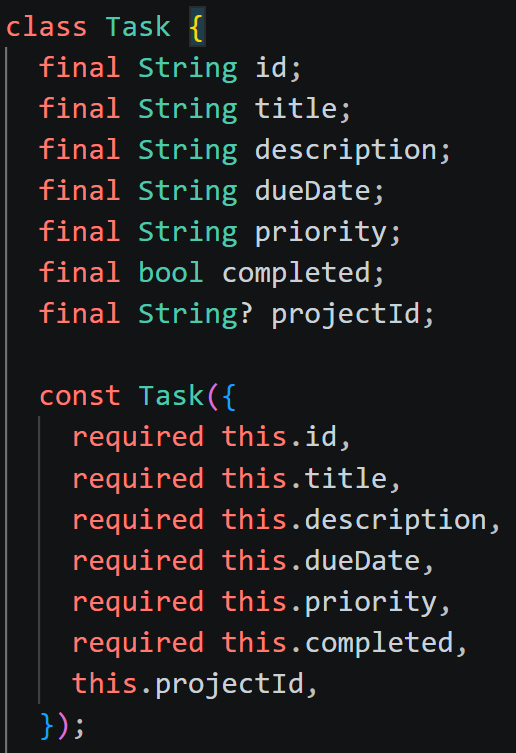 class Task {
  final String id;
  final String title;
  final String description;
  final String dueDate;
  final String priority;
  final bool completed;
  final String? projectId;

  const Task({
    required this.id,
    required this.title,
    required this.description,
    required this.dueDate,
    required this.priority,
    required this.completed,
    this.projectId,
  });